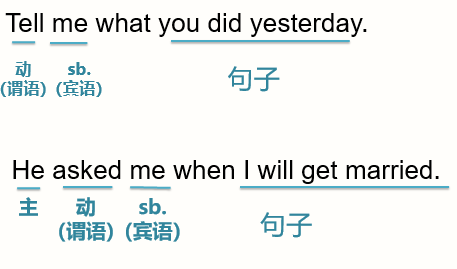 Tell me what you did yesterday.
动 sb. 句子
(谓语) (宾语)
He asked me when I will get married.
主 动 sb. 句子
(谓语) (宾语)